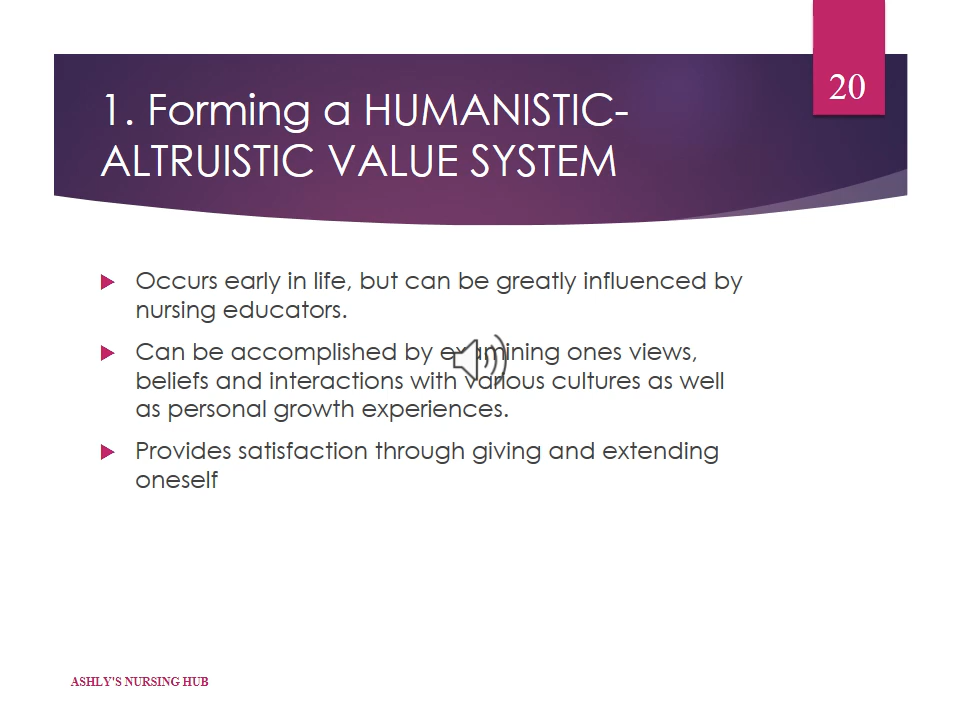 20
1. Forming a HUMANISTIC-
ALTRUISTIC VALUE SYSTEM
Occurs early in life, but can be greatly influenced by
nursing educators.
Can be accomplished by examining ones views,
beliefs and interactions with various cultures as well
as personal growth experiences.
Provides satisfaction through giving and extending
oneself
ASHLY'S NURSING HUB